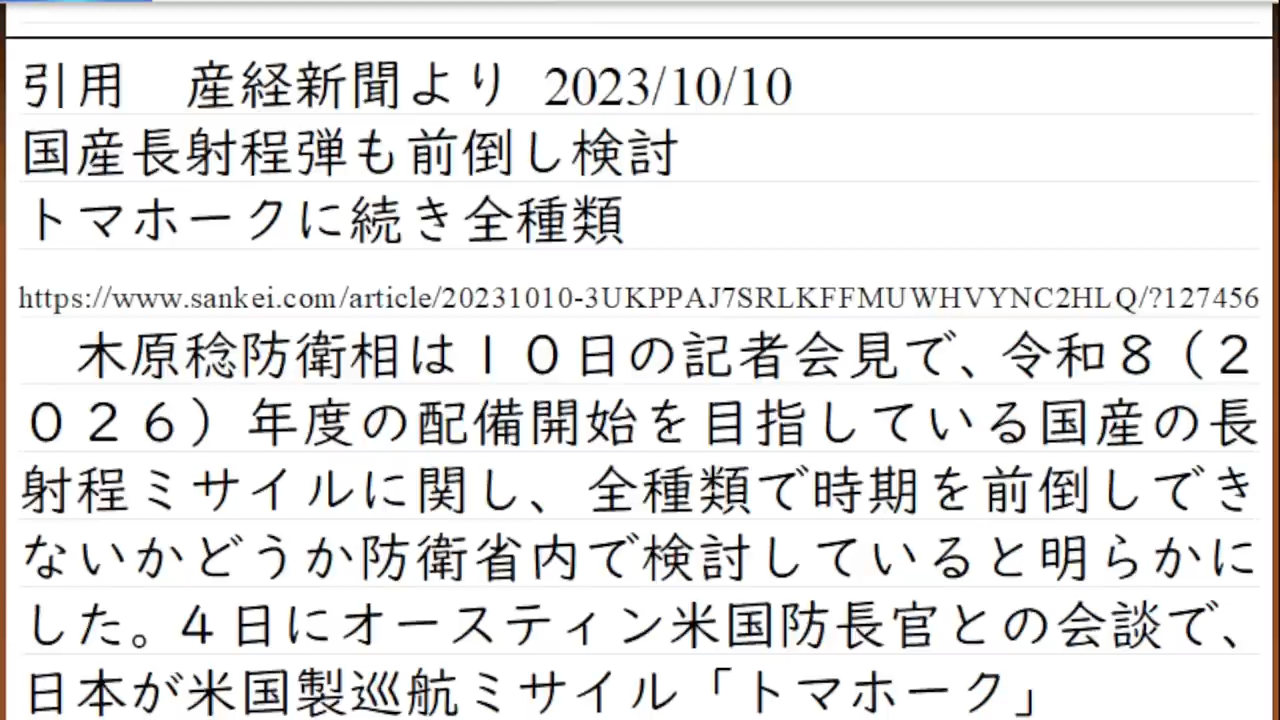 引用　産経新聞より 2023/10/10
国産長射程弾も前倒し検討
トマホークに続き全種類
https://www.sankei.com/article/20231010-3UKPPAJ7SRLKFFMUWHVYNC2HLQ/?127456
　木原稔防衛相は１０日の記者会見で、令和８（２
０２６）年度の配備開始を目指している国産の長
射程ミサイルに関し、全種類で時期を前倒しでき
ないかどうか防衛省内で検討していると明らかに
した。４日にオースティン米国防長官との会談で、
日本が米国製巡航ミサイル「トマホーク」